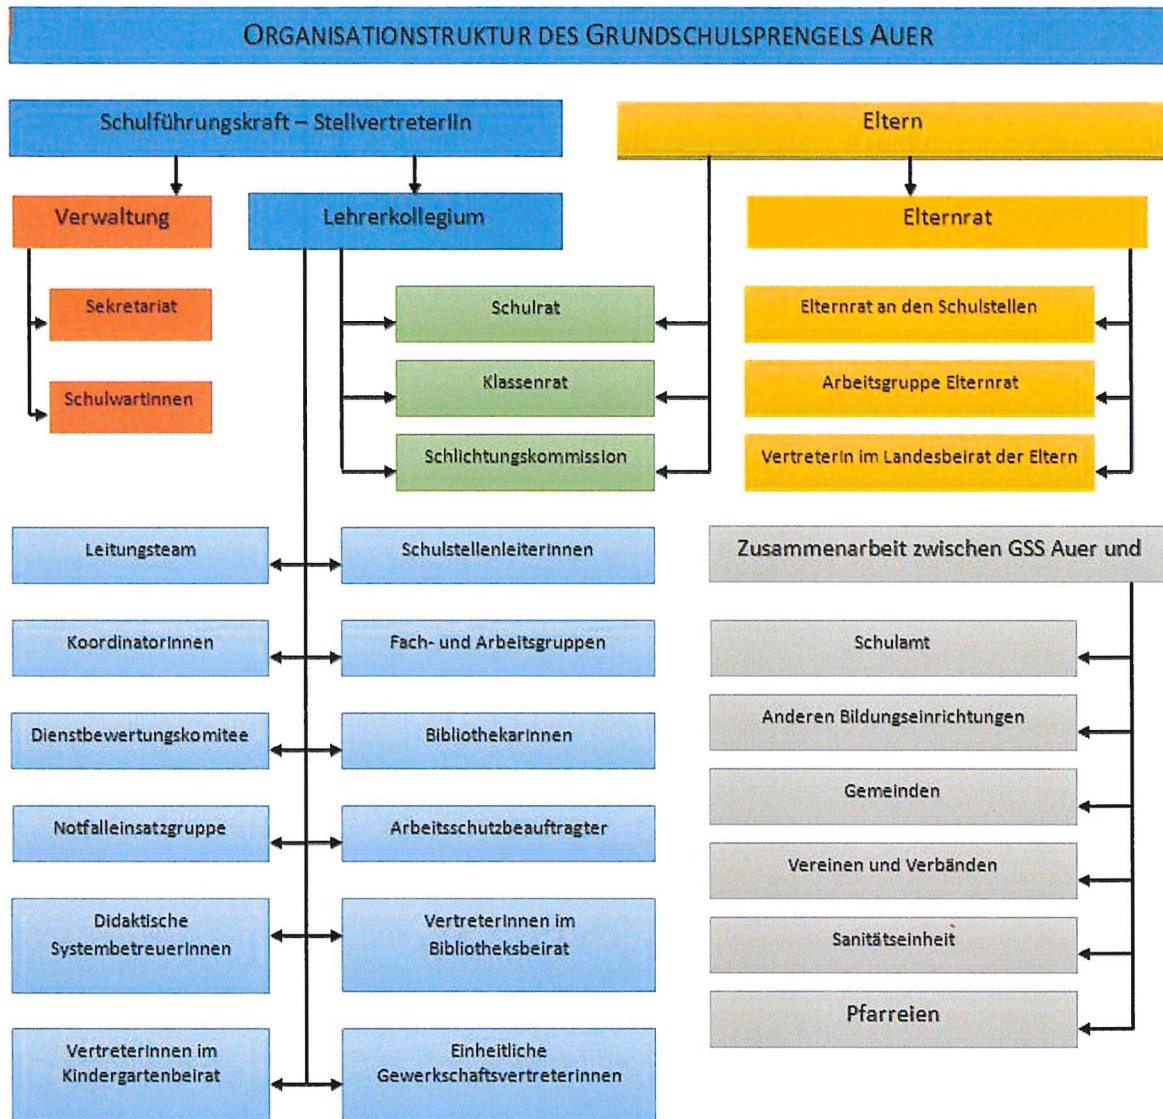 ORGANISATIONSTRUKTUR DES GRUNDSCHULSPRENGELS AUER
Schulführungskraft – StellvertreterIin
Eltern
Verwaltung
Lehrerkollegium
Elternrat
Sekretariat
Schulrat
Elternrat an den Schulstellen
SchulwartInnen
Klassenrat
Arbeitsgruppe Elternrat
Schlichtungskommission
VertreterIn im Landesbeirat der Eltern
Leitungsteam
SchulstellenleiterInnen
Zusammenarbeit zwischen GSS Auer und
KoordinatorInnen
Fach- und Arbeitsgruppen
Schulamt
Dienstbewertungskomitee
BibliothekarInnen
Anderen Bildungseinrichtungen
Gemeinden
Notfalleinsatzgruppe
Arbeitsschutzbeauftragter
Vereinen und Verbänden
Didaktische
SystembetreuerInnen
VertreterInnen im
Bibliotheksbeirat
Sanitätseinheit
Pfarreien
VertreterInnen im
Kindergartenbeirat
Einheitliche
Gewerkschaftsvertreterinnen